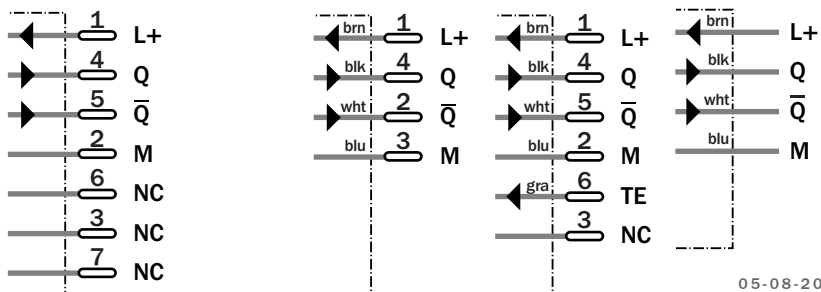 1 L+
4 Q
5 Q̅
2 M
6 NC
3 NC
7 NC
brn 1 L+
blk 4 Q
wht 2 Q̅
blu 3 M
brn 1 L+
blk 4 Q
wht 5 Q̅
blu 2 M
gra 6 TE
3 NC
brn L+
blk Q
wht Q̅
blu M
05-08-20